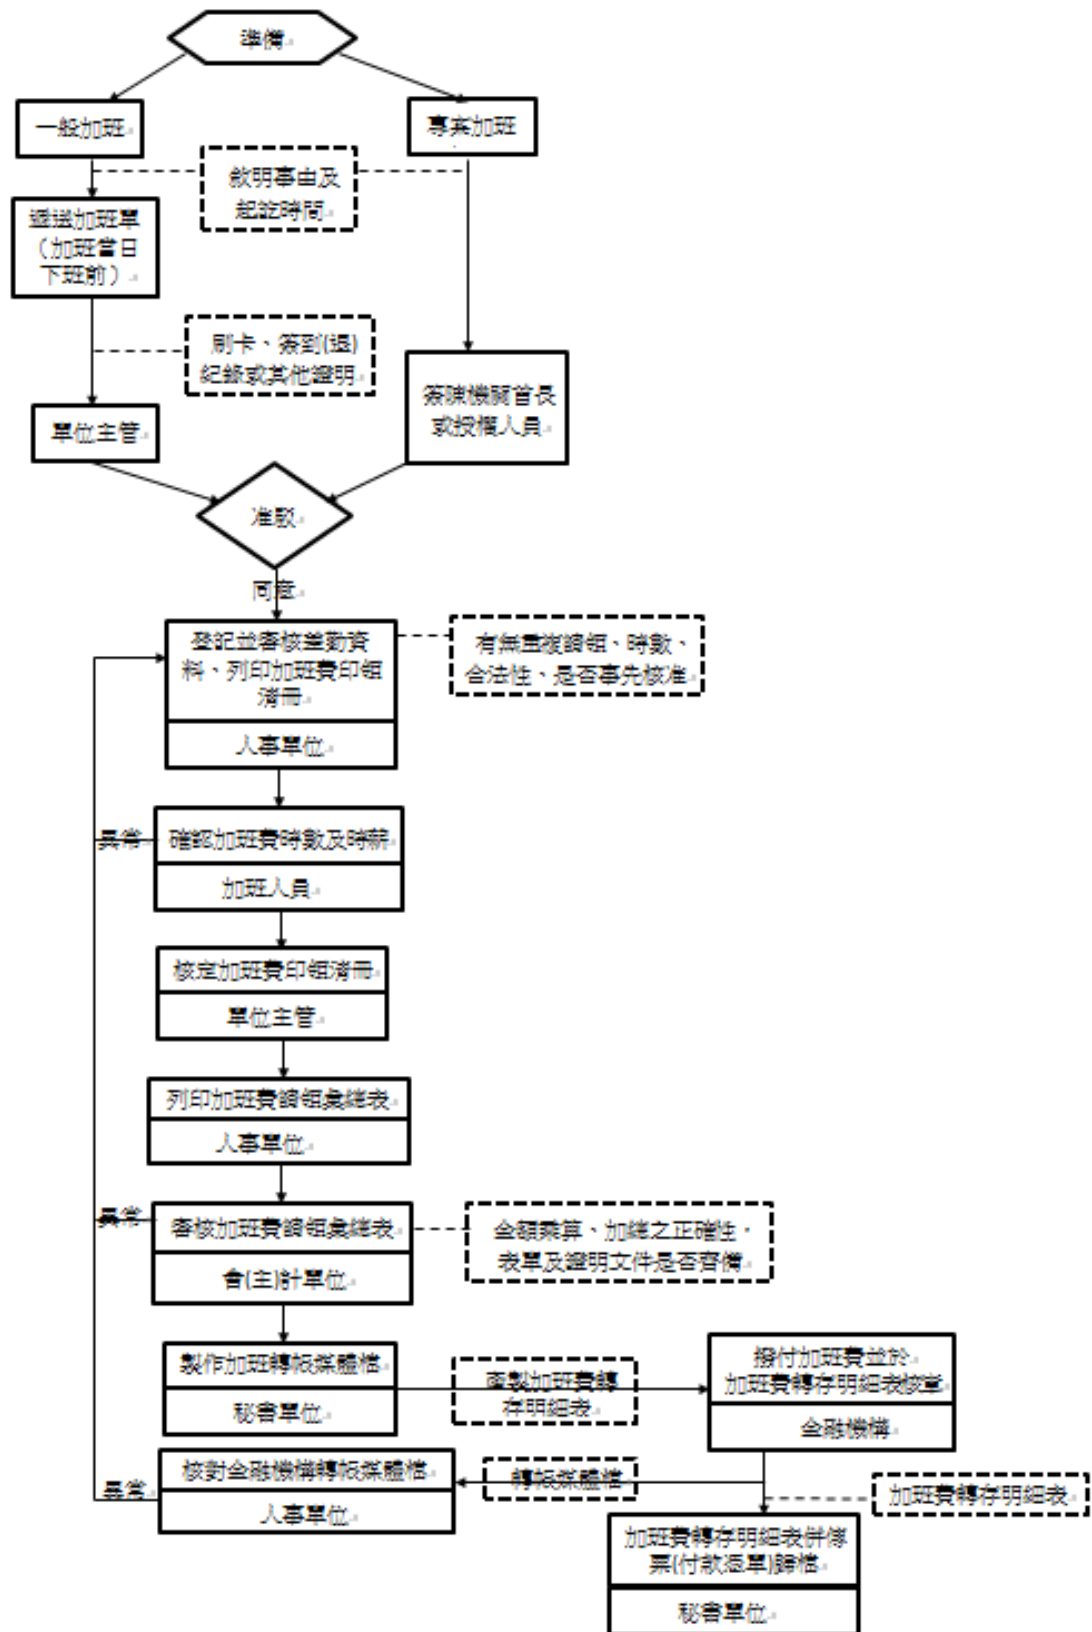 準備
一般加班
專案加班
敘明事由及
起訖時間
遞送加班單
（加班當日
下班前）
刷卡、簽到(退)
紀錄或其他證明
簽陳機關首長
或授權人員
單位主管
准駁
同意
登記並審核差勤資
料、列印加班費印領
清冊
人事單位
有無重複請領、時數、
合法性、是否事先核准
異常
確認加班費時數及時薪
加班人員
核定加班費印領清冊
單位主管
列印加班費請領彙總表
人事單位
異常
審核加班費請領彙總表
會(主)計單位
金額乘算、加總之正確性，
表單及證明文件是否齊備
製作加班轉帳媒體檔
秘書單位
產製加班費轉
存明細表
撥付加班費並於
加班費轉存明細表核章
金融機構
異常
核對金融機構轉帳媒體檔
人事單位
轉帳媒體檔
加班費轉存明細表
加班費轉存明細表併傳
票(付款憑單)歸檔
秘書單位